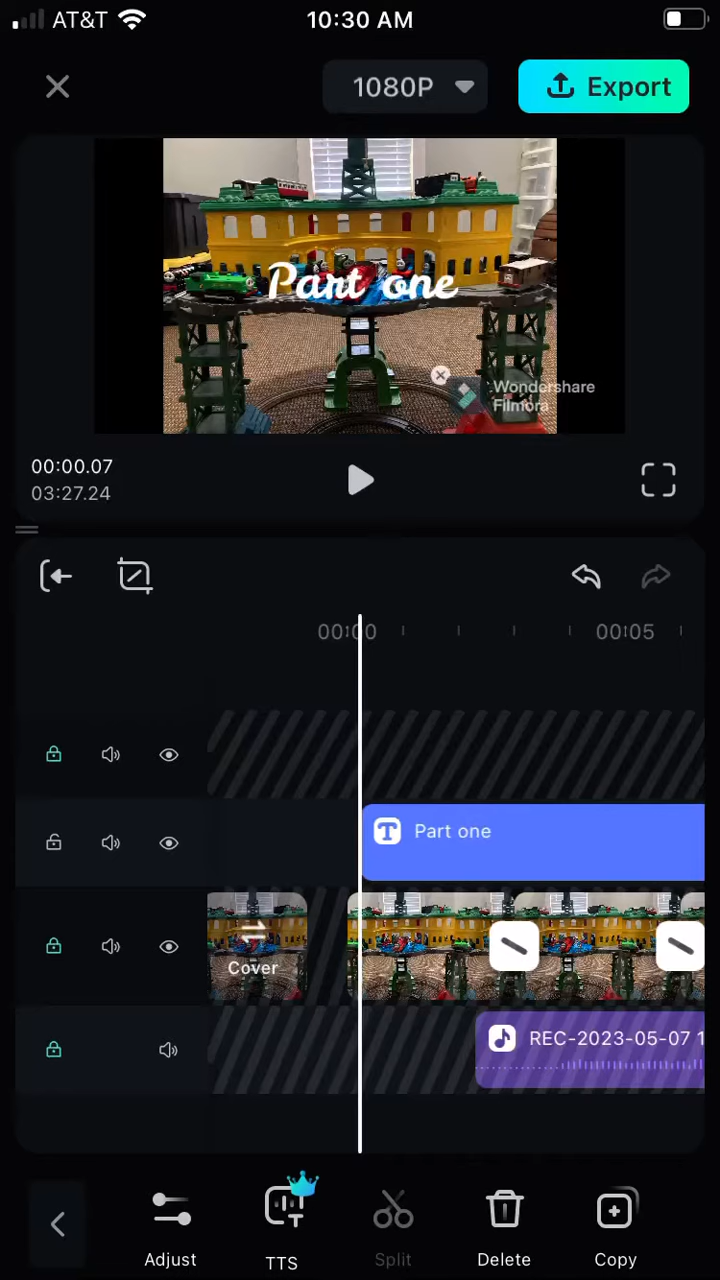 AT&T
10:30 AM
1080P
Export
Part one
Wondershare
Filmora
00:00.07
03:27.24
00:00
00:05
Part one
Cover
REC-2023-05-07 1
Adjust
TTS
Split
Delete
Copy